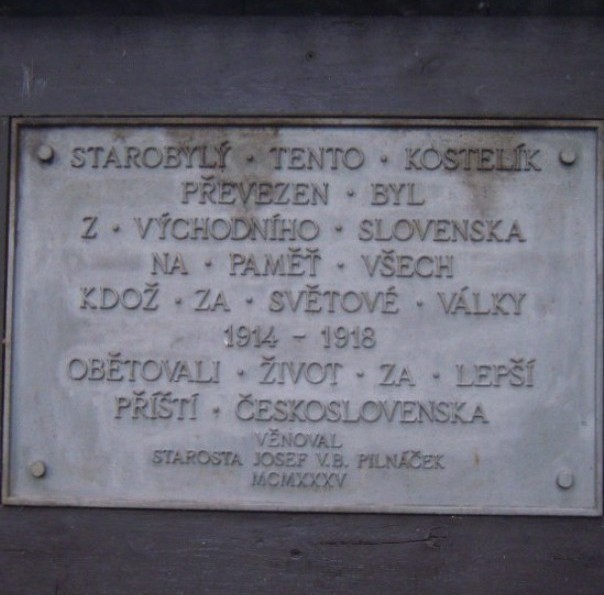 STAROBYLÝ · TENTO · KOSTELÍK
PŘEVEZEN · BYL
Z · VÝCHODNÍHO · SLOVENSKA
NA · PAMĚŤ · VŠECH
KDOŽ · ZA · SVĚTOVÉ · VÁLKY
1914 – 1918
OBĚTOVALI · ŽIVOT · ZA · LEPŠÍ
PŘÍŠTÍ · ČESKOSLOVENSKA
VĚNOVAL
STAROSTA JOSEF V.B. PILNÁČEK
MCMXXXV